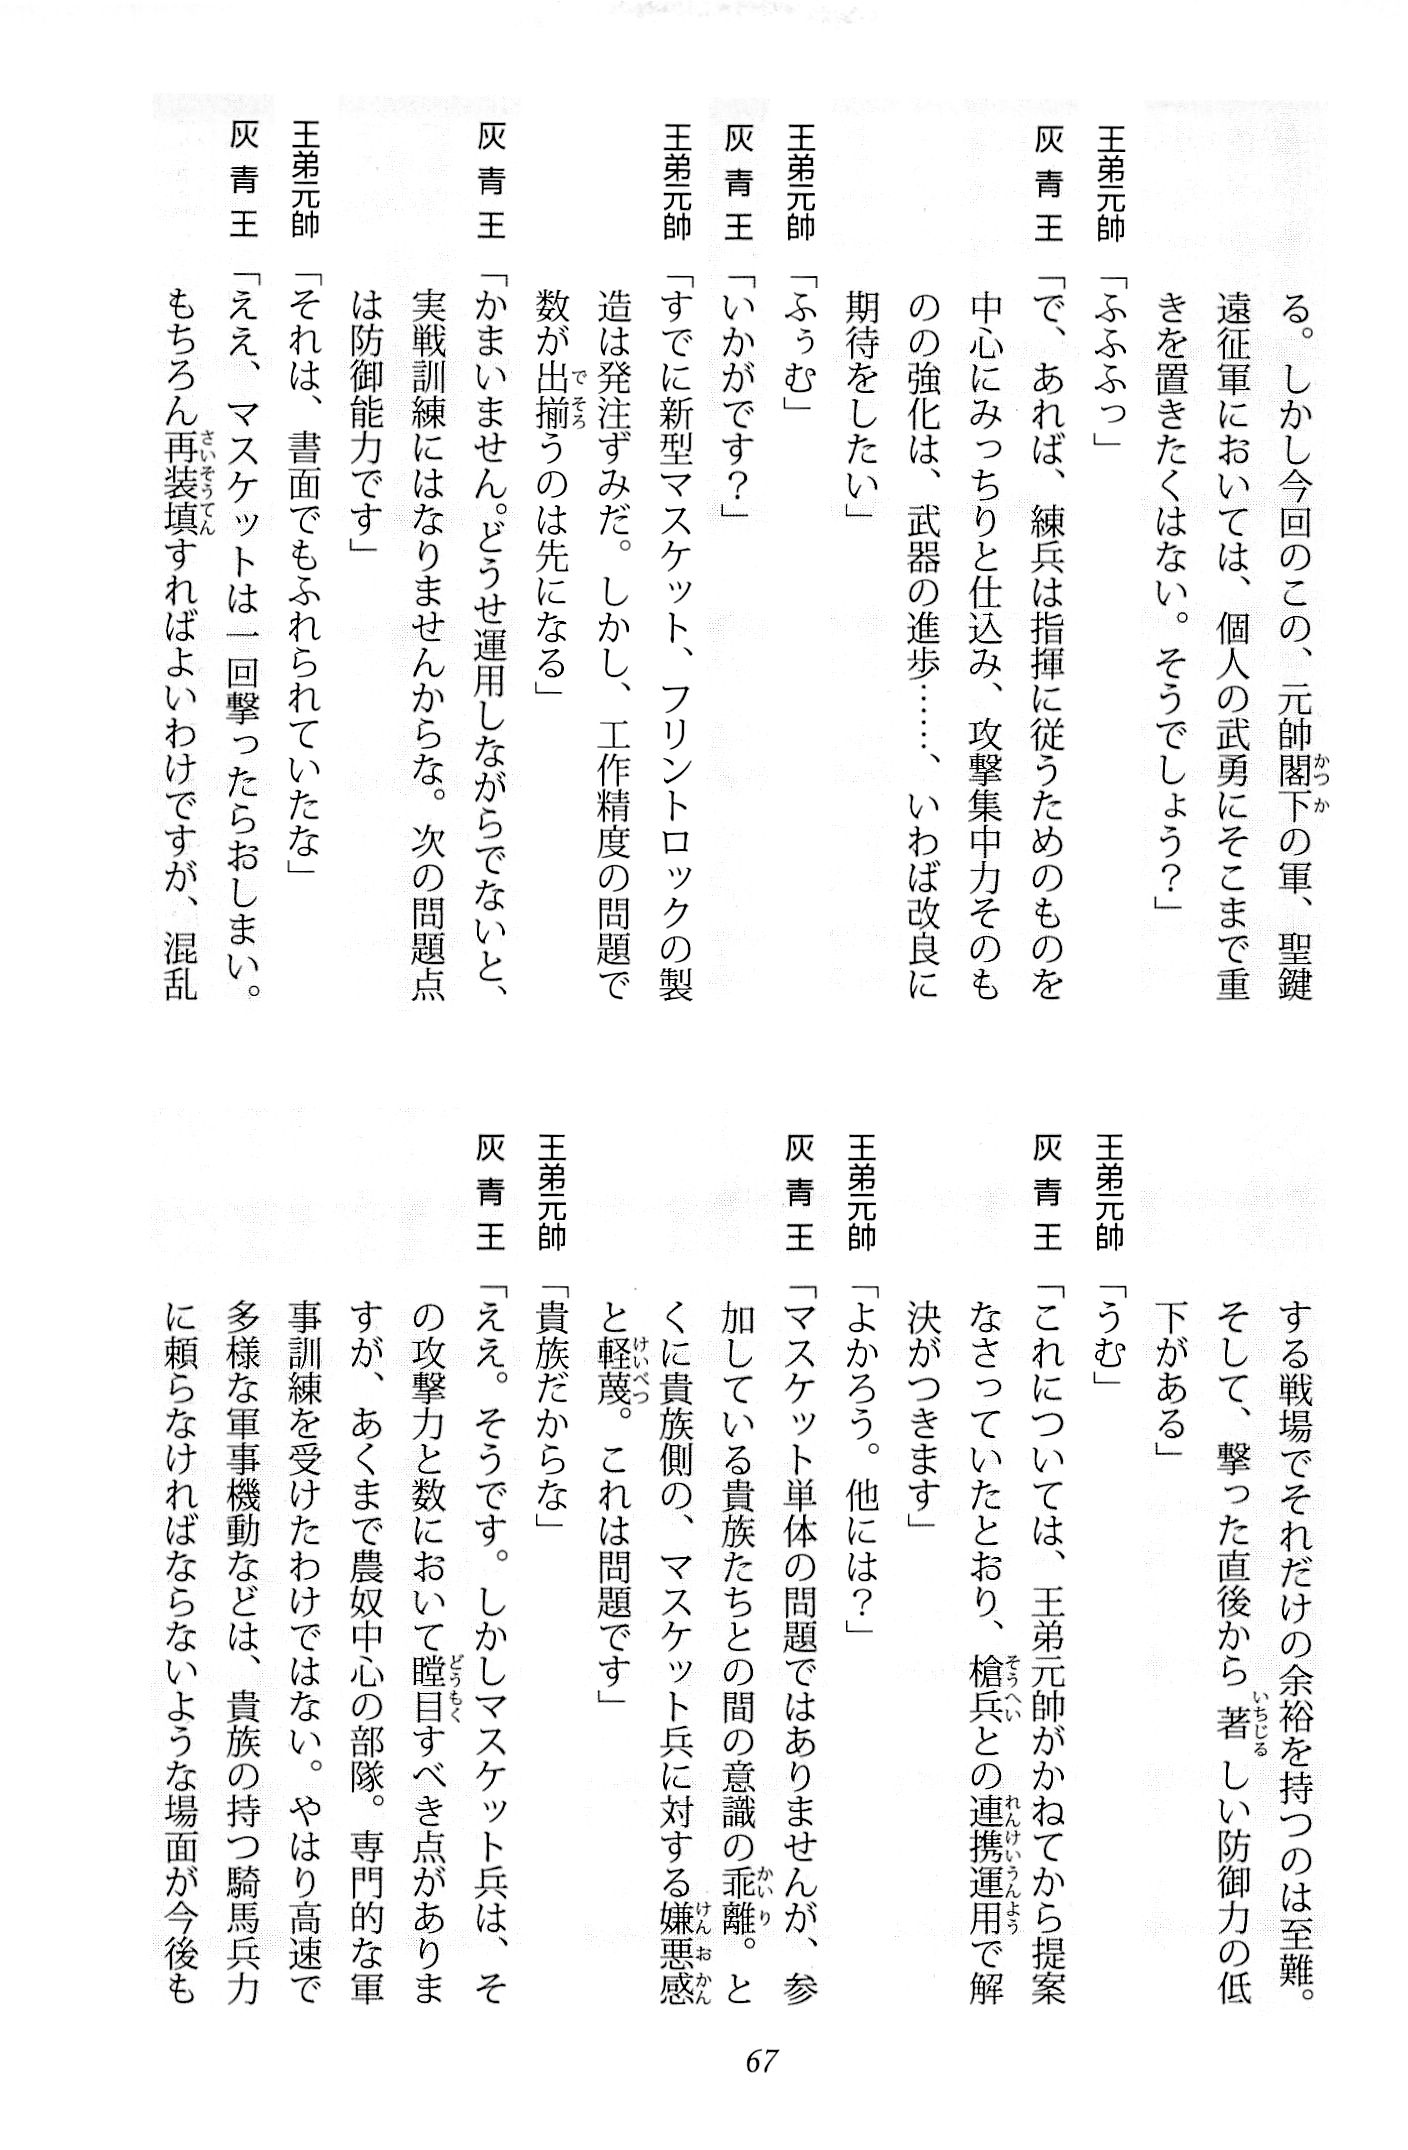 る。しかし今回のこの、元帥閣下の軍、聖鍵
遠征軍においては、個人の武勇にそこまで重
きを置きたくはない。そうでしょう？」
王弟元帥「ふふふっ」
灰青王「で、あれば、練兵は指揮に従うためのものを
中心にみっちりと仕込み、攻撃集中力そのも
のの強化は、武器の進歩……、いわば改良に
期待をしたい」
王弟元帥「ふぅむ」
灰青王「いかがです？」
王弟元帥「すでに新型マスケット、フリントロックの製
造は発注ずみだ。しかし、工作精度の問題で
数が出揃うのは先になる」
灰青王「かまいません。どうせ運用しながらでないと、
実戦訓練にはなりませんからな。次の問題点
は防御能力です」
王弟元帥「それは、書面でもふれられていたな」
灰青王「ええ、マスケットは一回撃ったらおしまい。
もちろん再装填すればよいわけですが、混乱
する戦場でそれだけの余裕を持つのは至難。
そして、撃った直後から著しい防御力の低
下がある」
王弟元帥「うむ」
灰青王「これについては、王弟元帥がかねてから提案
なさっていたとおり、槍兵との連携運用で解
決がつきます」
王弟元帥「よかろう。他には？」
灰青王「マスケット単体の問題ではありませんが、参
加している貴族たちとの間の意識の乖離。と
くに貴族側の、マスケット兵に対する嫌悪感
と軽蔑。これは問題です」
王弟元帥「貴族だからな」
灰青王「ええ。そうです。しかしマスケット兵は、そ
の攻撃力と数において瞠目すべき点がありま
すが、あくまで農奴中心の部隊。専門的な軍
事訓練を受けたわけではない。やはり高速で
多様な軍事機動などは、貴族の持つ騎馬兵力
に頼らなければならないような場面が今後も
67